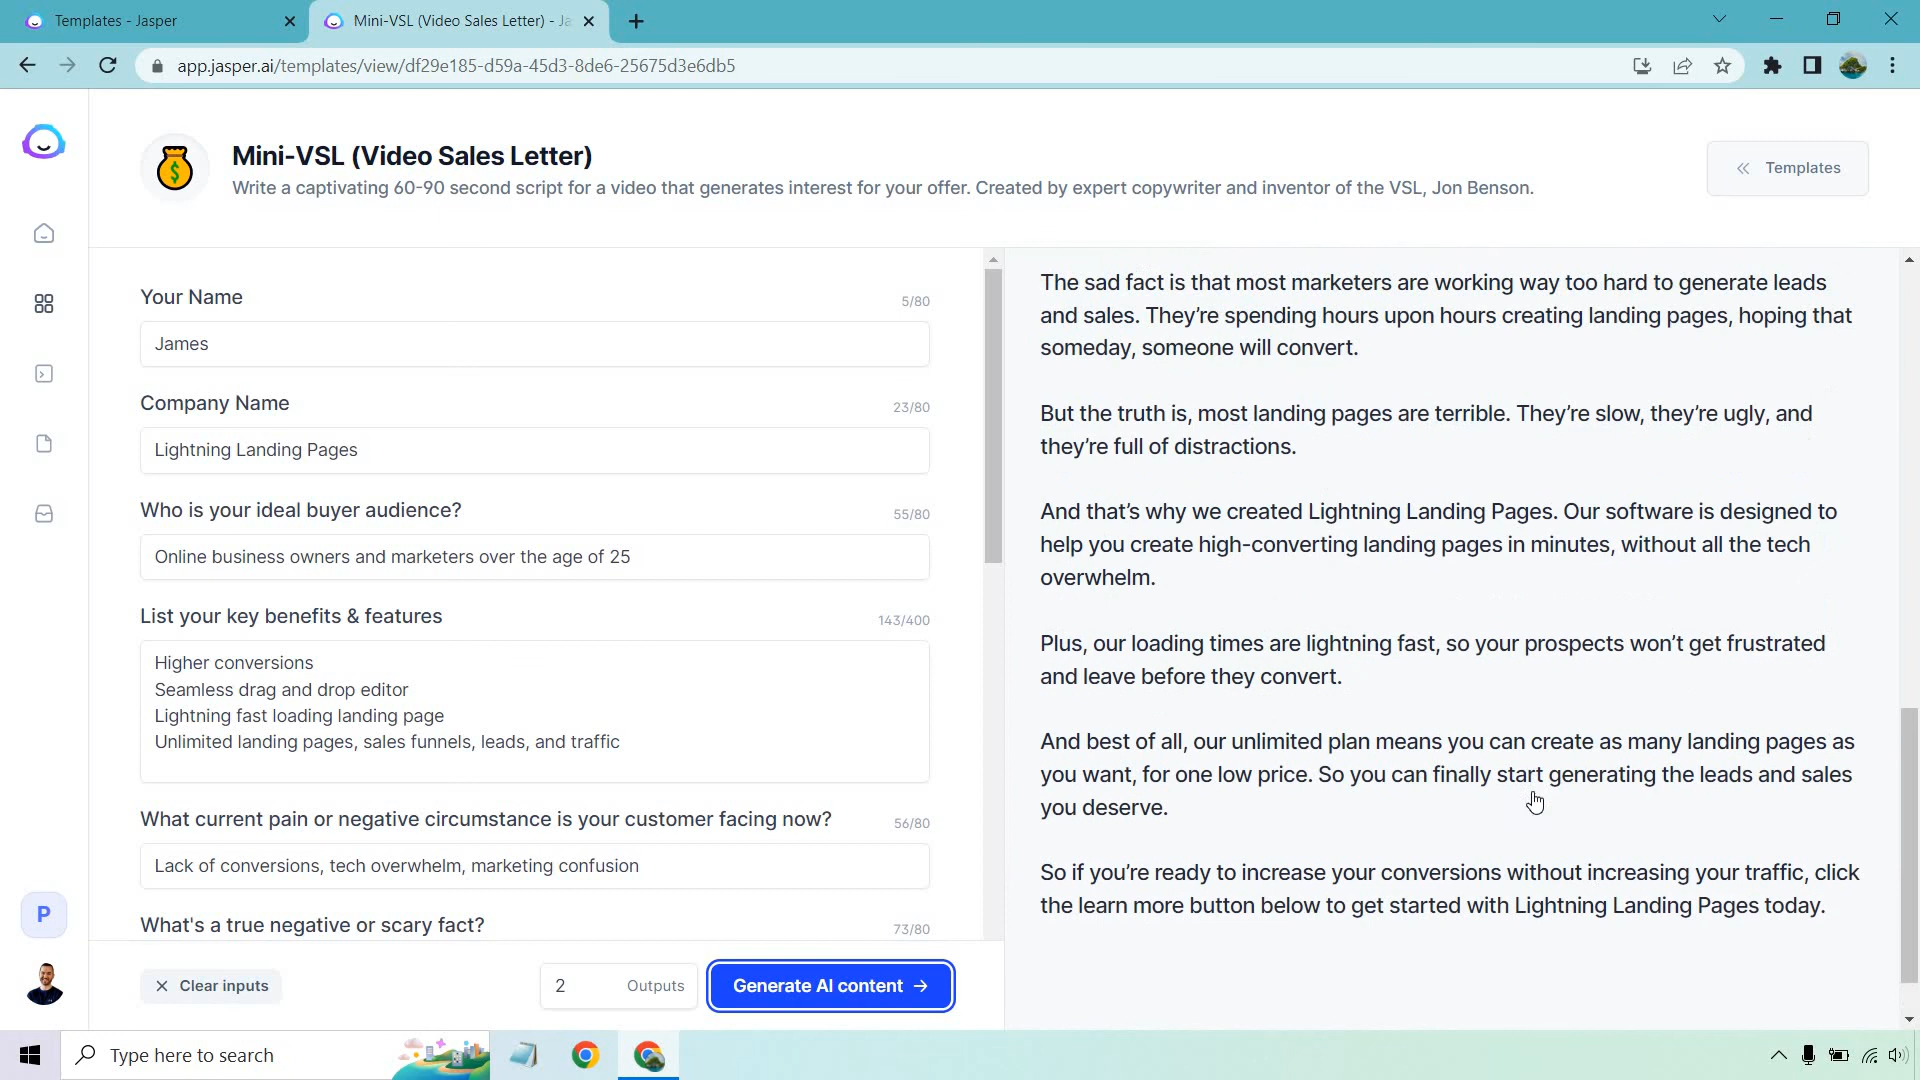 Templates - Jasper
Mini-VSL (Video Sales Letter) - Ja
app.jasper.ai/templates/view/df29e185-d59a-45d3-8de6-25675d3e6db5
Mini-VSL (Video Sales Letter)
Write a captivating 60-90 second script for a video that generates interest for your offer. Created by expert copywriter and inventor of the VSL, Jon Benson.
Templates
Your Name
5/80
James
Company Name
23/80
Lightning Landing Pages
Who is your ideal buyer audience?
55/80
Online business owners and marketers over the age of 25
List your key benefits & features
143/400
Higher conversions
Seamless drag and drop editor
Lightning fast loading landing page
Unlimited landing pages, sales funnels, leads, and traffic
What current pain or negative circumstance is your customer facing now?
56/80
Lack of conversions, tech overwhelm, marketing confusion
What's a true negative or scary fact?
73/80
Clear inputs
2 Outputs
Generate AI content →
The sad fact is that most marketers are working way too hard to generate leads
and sales. They’re spending hours upon hours creating landing pages, hoping that
someday, someone will convert.
But the truth is, most landing pages are terrible. They’re slow, they’re ugly, and
they’re full of distractions.
And that’s why we created Lightning Landing Pages. Our software is designed to
help you create high-converting landing pages in minutes, without all the tech
overwhelm.
Plus, our loading times are lightning fast, so your prospects won’t get frustrated
and leave before they convert.
And best of all, our unlimited plan means you can create as many landing pages as
you want, for one low price. So you can finally start generating the leads and sales
you deserve.
So if you’re ready to increase your conversions without increasing your traffic, click
the learn more button below to get started with Lightning Landing Pages today.
P
Type here to search